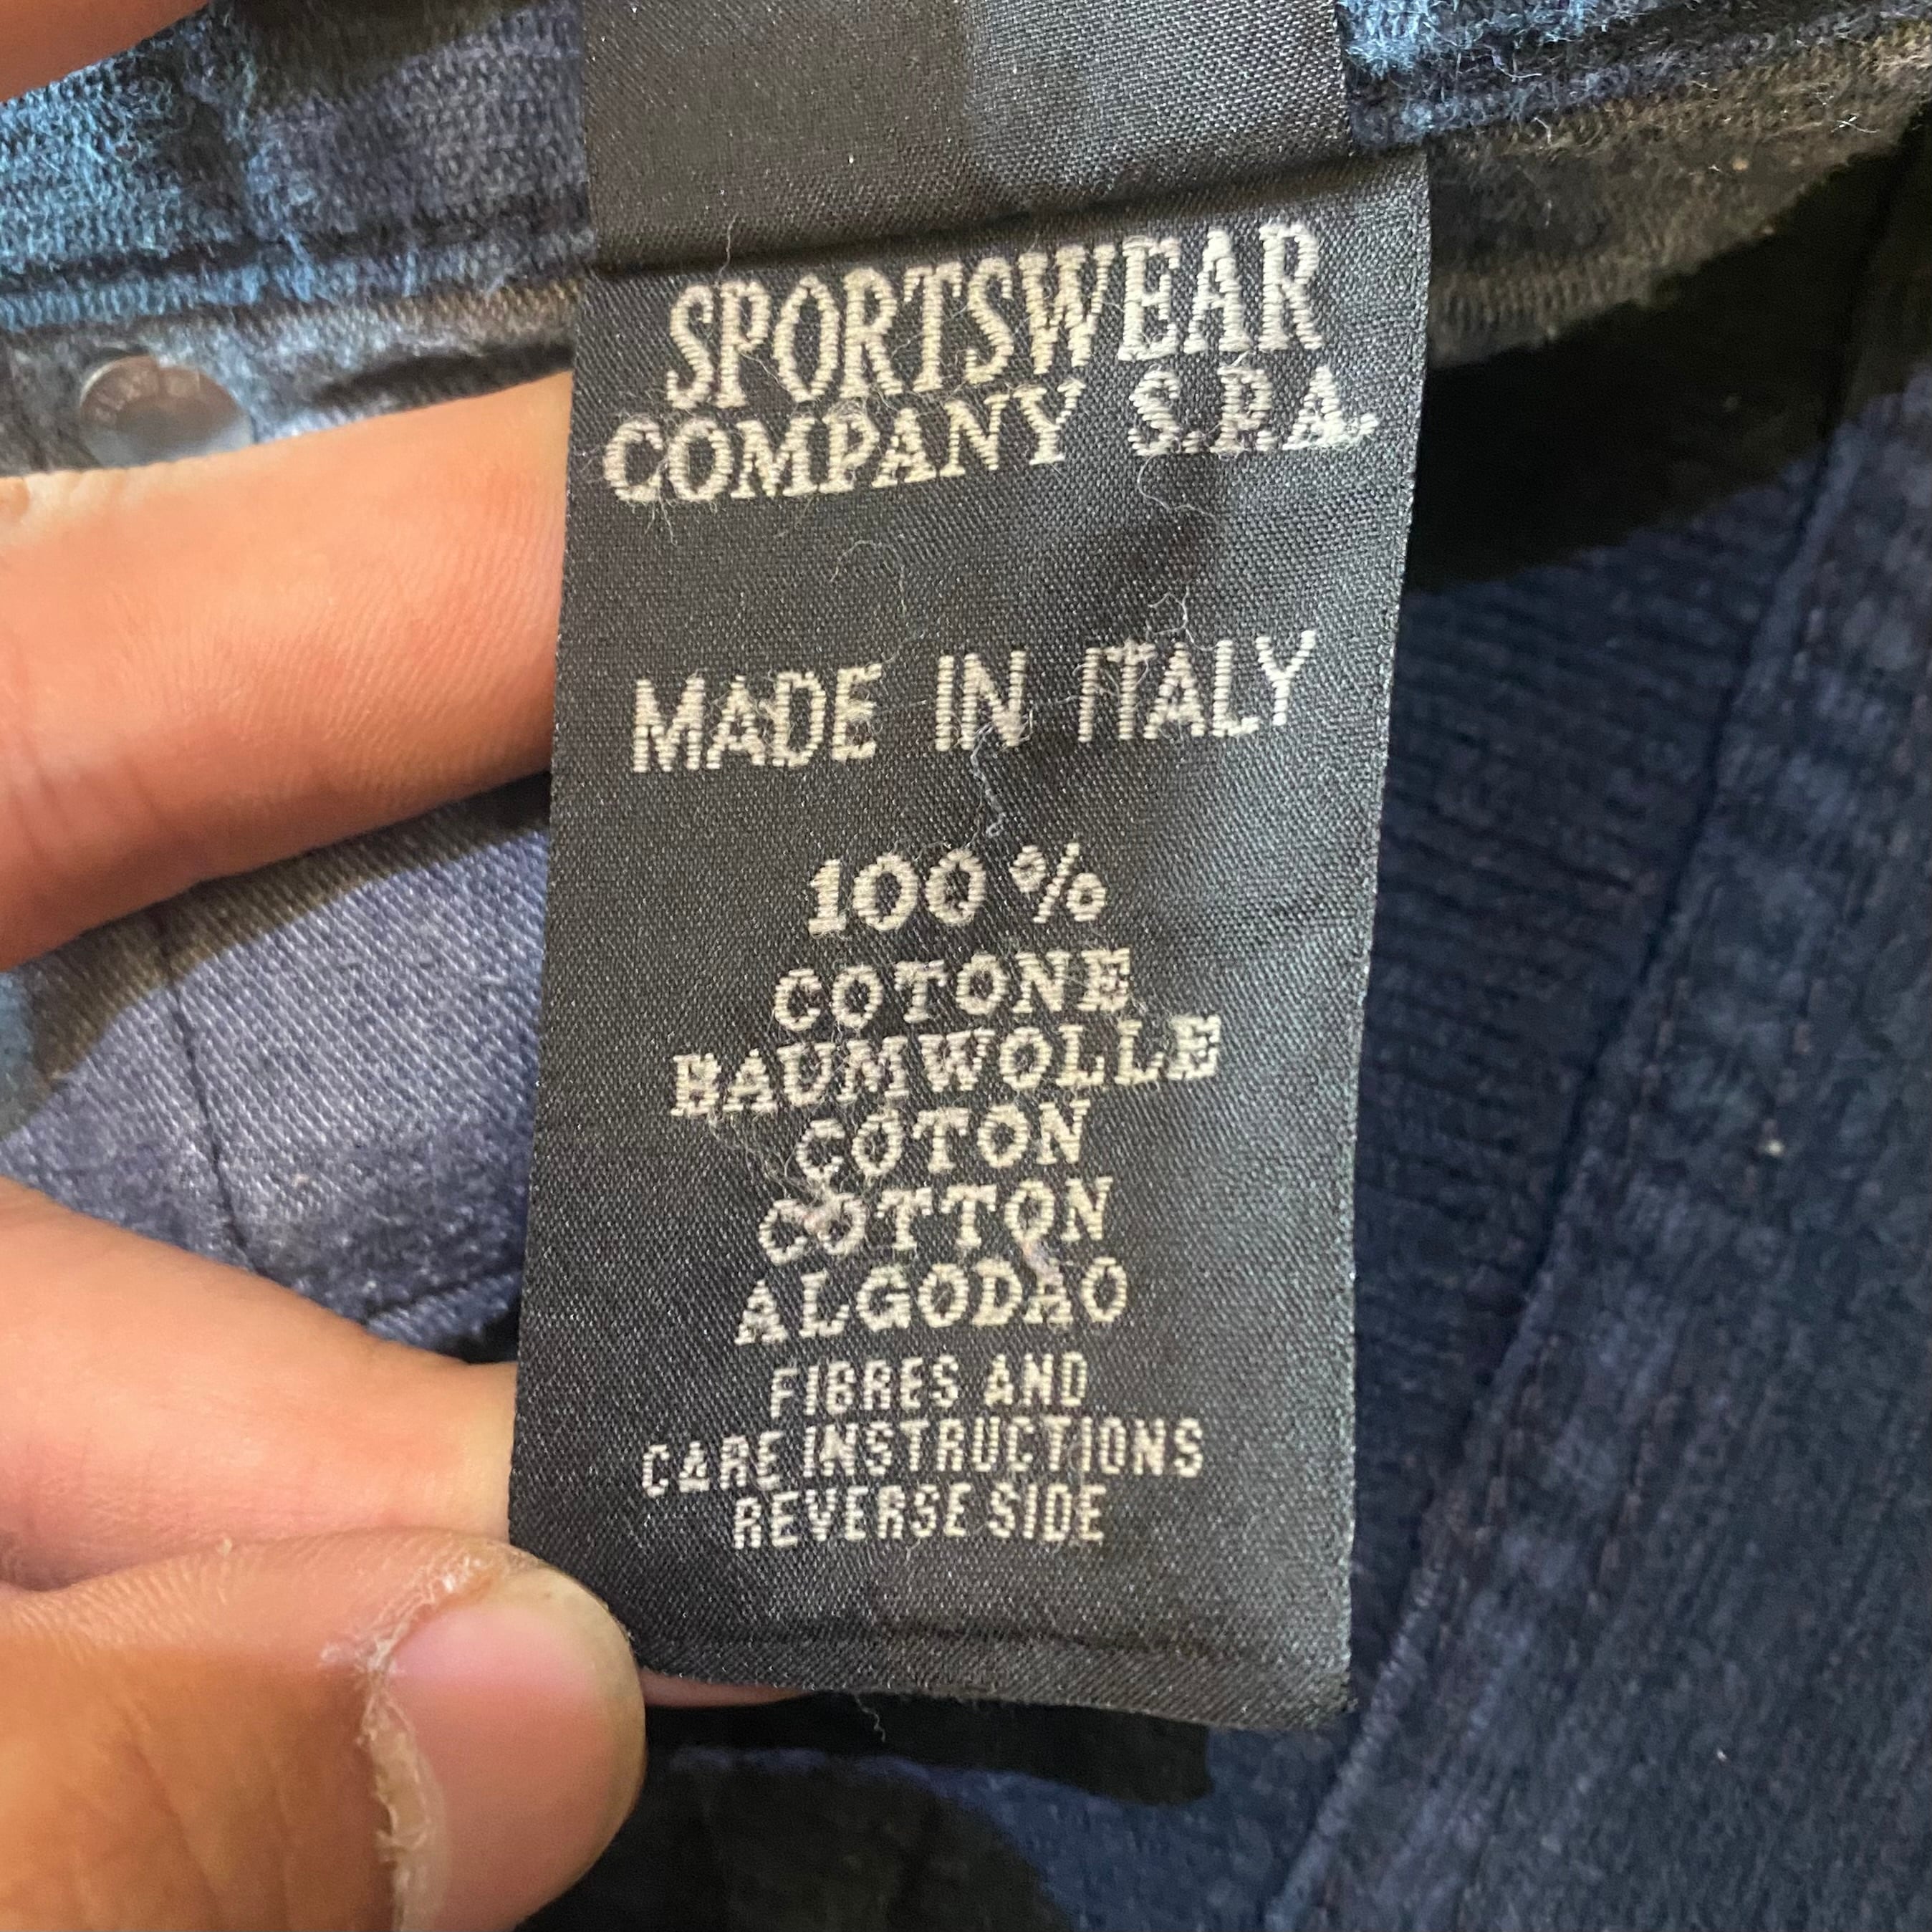 SPORTSWEAR
COMPANY S.P.A.
MADE IN ITALY
100 %
COTONE
BAUMWOLLE
COTON
COTTON
ALGODAO
FIBRES AND
CARE INSTRUCTIONS
REVERSE SIDE